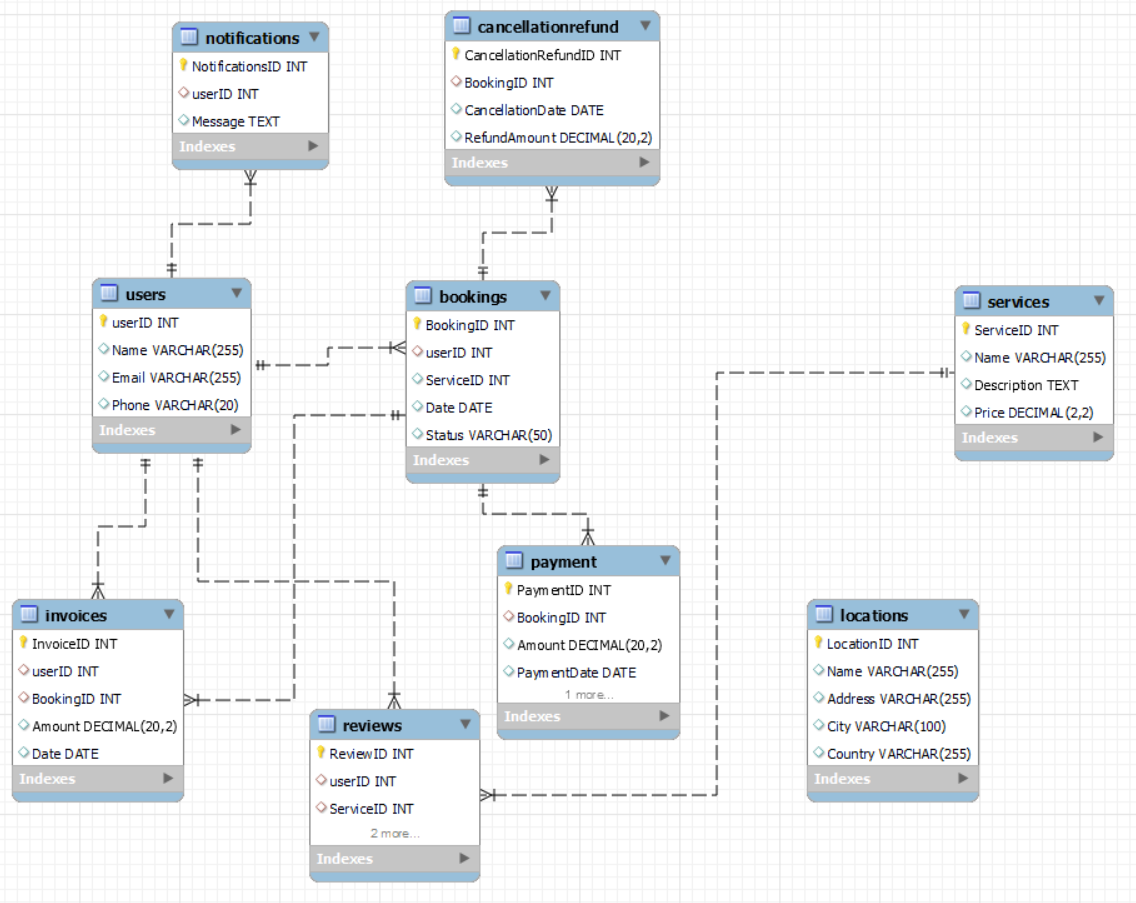 notifications
NotificationsID INT
userID INT
Message TEXT
Indexes
cancellationrefund
CancellationRefundID INT
BookingID INT
CancellationDate DATE
RefundAmount DECIMAL(20,2)
Indexes
users
userID INT
Name VARCHAR(255)
Email VARCHAR(255)
Phone VARCHAR(20)
Indexes
bookings
BookingID INT
userID INT
ServiceID INT
Date DATE
Status VARCHAR(50)
Indexes
services
ServiceID INT
Name VARCHAR(255)
Description TEXT
Price DECIMAL(2,2)
Indexes
invoices
InvoiceID INT
userID INT
BookingID INT
Amount DECIMAL(20,2)
Date DATE
Indexes
reviews
ReviewID INT
userID INT
ServiceID INT
2 more...
Indexes
payment
PaymentID INT
BookingID INT
Amount DECIMAL(20,2)
PaymentDate DATE
1 more...
Indexes
locations
LocationID INT
Name VARCHAR(255)
Address VARCHAR(255)
City VARCHAR(100)
Country VARCHAR(255)
Indexes